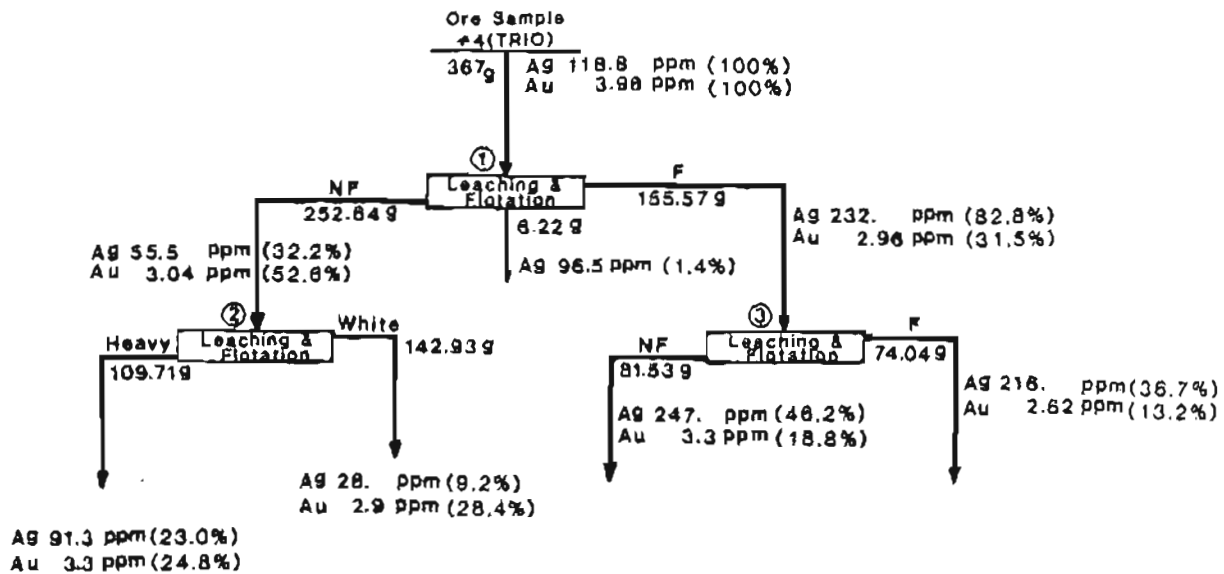 Ore Sample
#4(TRIO)
367g
Ag 118.8 ppm (100%)
Au 3.98 ppm (100%)
①
Leaching &
Flotation
NF
252.84 g
F
155.57 g
6.22 g
Ag 96.5 ppm (1.4%)
Ag 55.5 ppm (32.2%)
Au 3.04 ppm (52.6%)
Ag 232. ppm (82.8%)
Au 2.96 ppm (31.5%)
②
Leaching &
Flotation
Heavy
109.71g
White
142.93 g
③
Leaching &
Flotation
NF
81.53 g
F
74.04 g
Ag 247. ppm (46.2%)
Au 3.3 ppm (18.8%)
Ag 216. ppm (36.7%)
Au 2.62 ppm (13.2%)
Ag 28. ppm (9.2%)
Au 2.9 ppm (28.4%)
Ag 91.3 ppm (23.0%)
Au 3.3 ppm (24.8%)